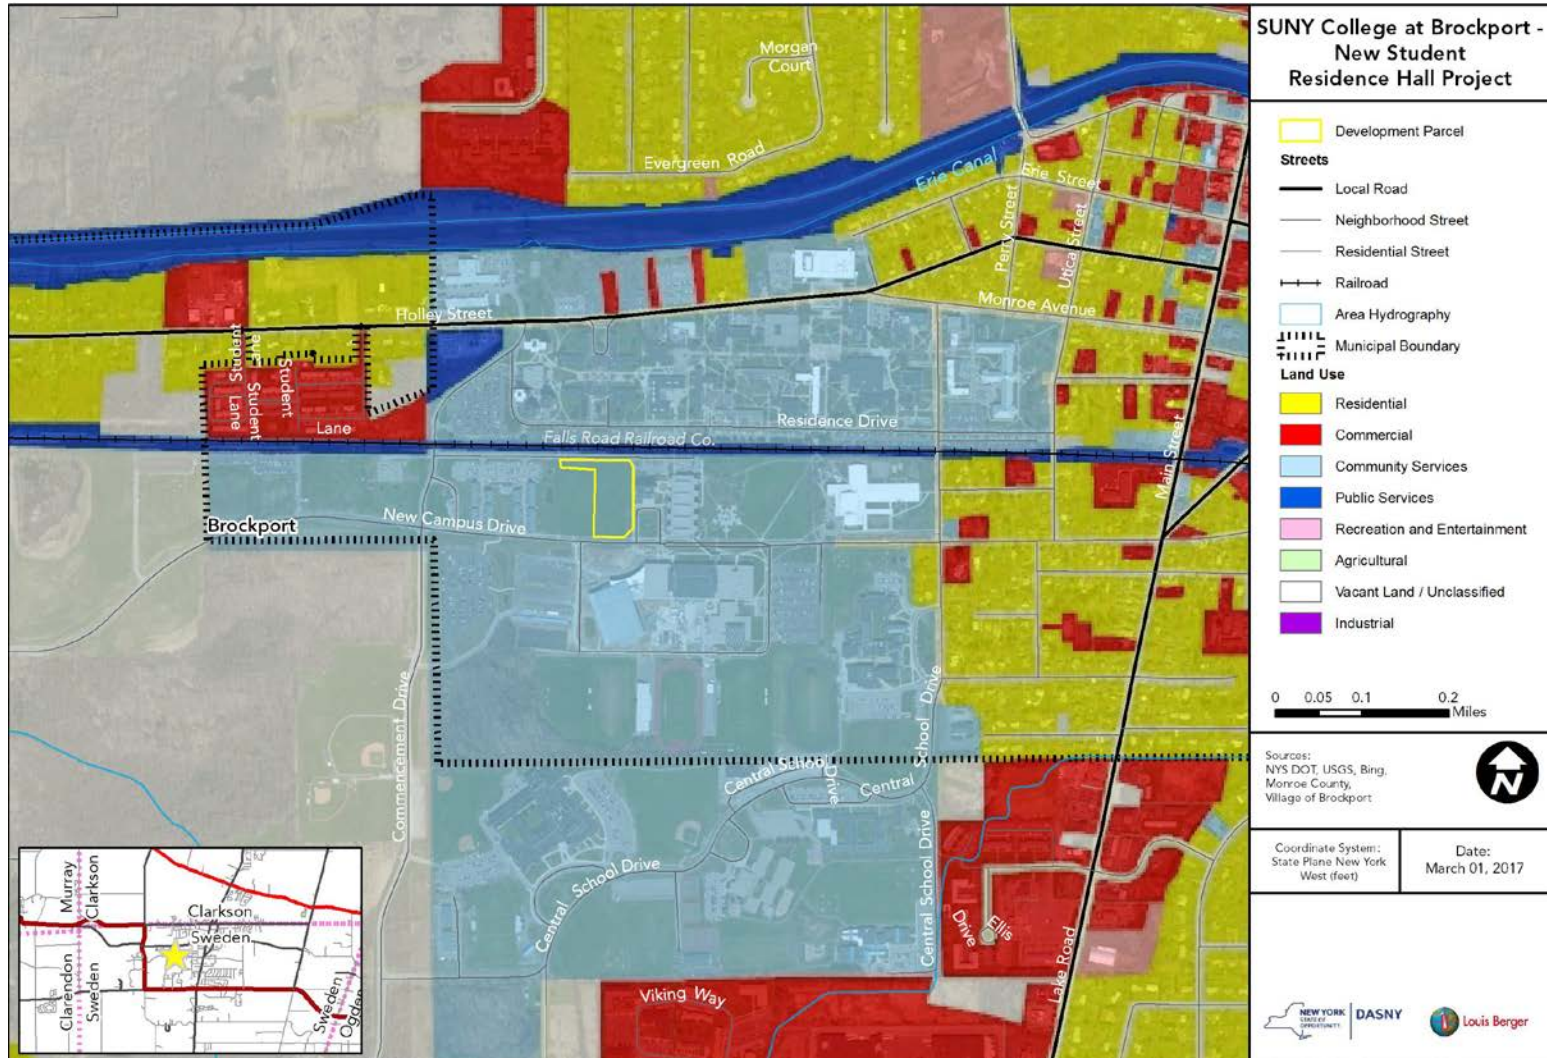 Morgan
Court
Evergreen Road
Erie Canal
Erie Street
Perry Street
Utica Street
Monroe Avenue
Holley Street
Student
Lane
Student
Student
Lane
Residence Drive
Falls Road Railroad Co.
Main Street
Brockport
New Campus Drive
Commencement Drive
Central School
Drive
Central
School Drive
Central School Drive
Central School Drive
Ellis
Drive
Lake Road
Viking Way
Murray
Clarkson
Clarkson
Sweden
Clarendon
Sweden
Sweden
Ogden
SUNY College at Brockport -
New Student
Residence Hall Project
Development Parcel
Streets
Local Road
Neighborhood Street
Residential Street
Railroad
Area Hydrography
Municipal Boundary
Land Use
Residential
Commercial
Community Services
Public Services
Recreation and Entertainment
Agricultural
Vacant Land / Unclassified
Industrial
0 0.05 0.1 0.2
Miles
Sources:
NYS DOT, USGS, Bing,
Monroe County,
Village of Brockport
N
Coordinate System:
State Plane New York
West (feet)
Date:
March 01, 2017
NEW YORK
STATE OF
OPPORTUNITY.
DASNY
Louis Berger